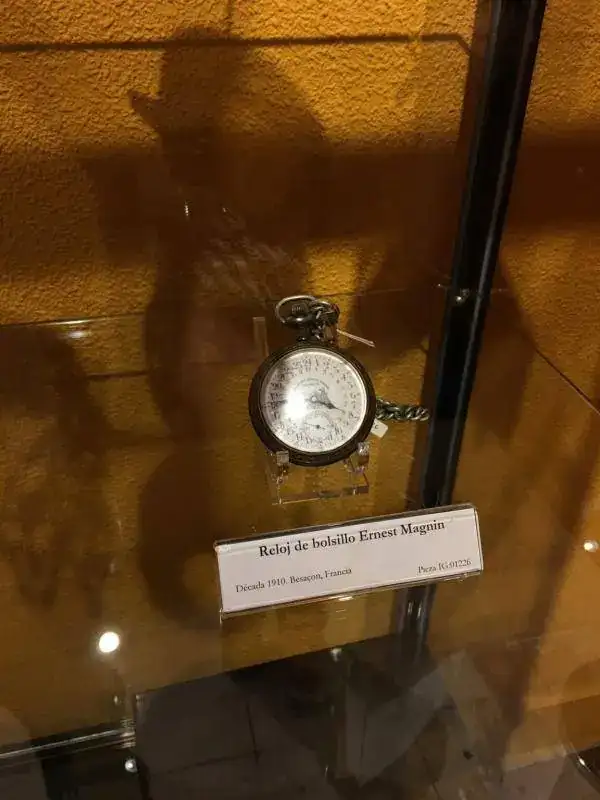 Reloj de bolsillo Ernest Magnin
Década 1910. Besaçon, Francia
Pieza IG:01226